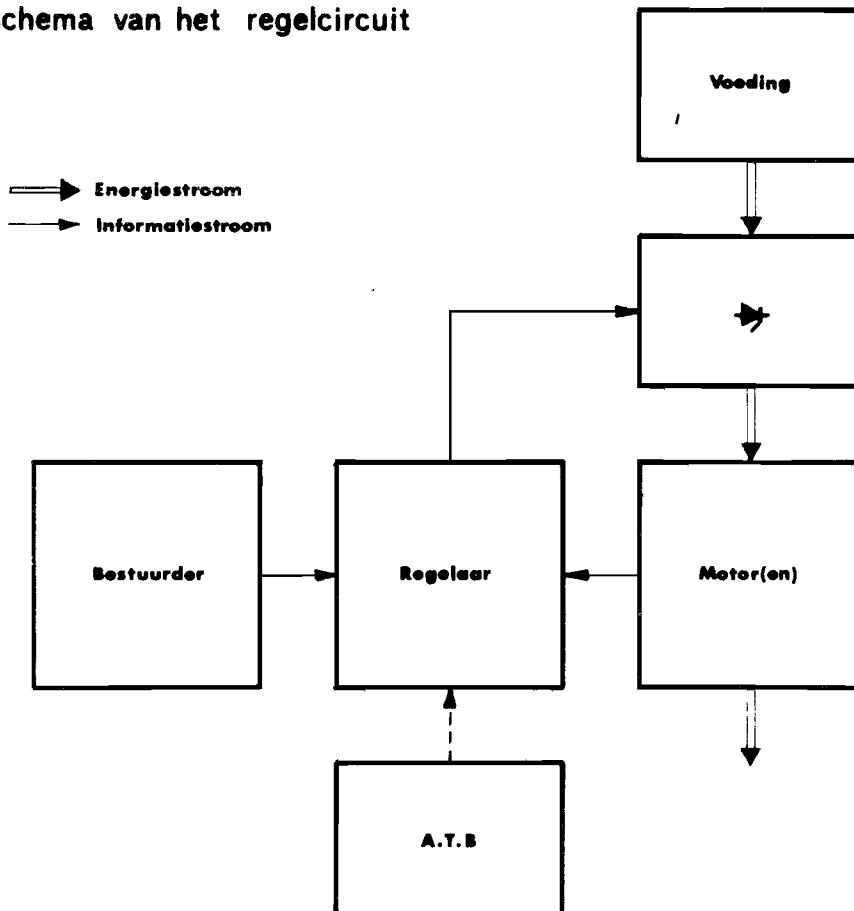 chema van het regelcircuit
Voeding
Energiestroom
Informatiestroom
Bestuurder
Regelaar
Motor(en)
A.T.B